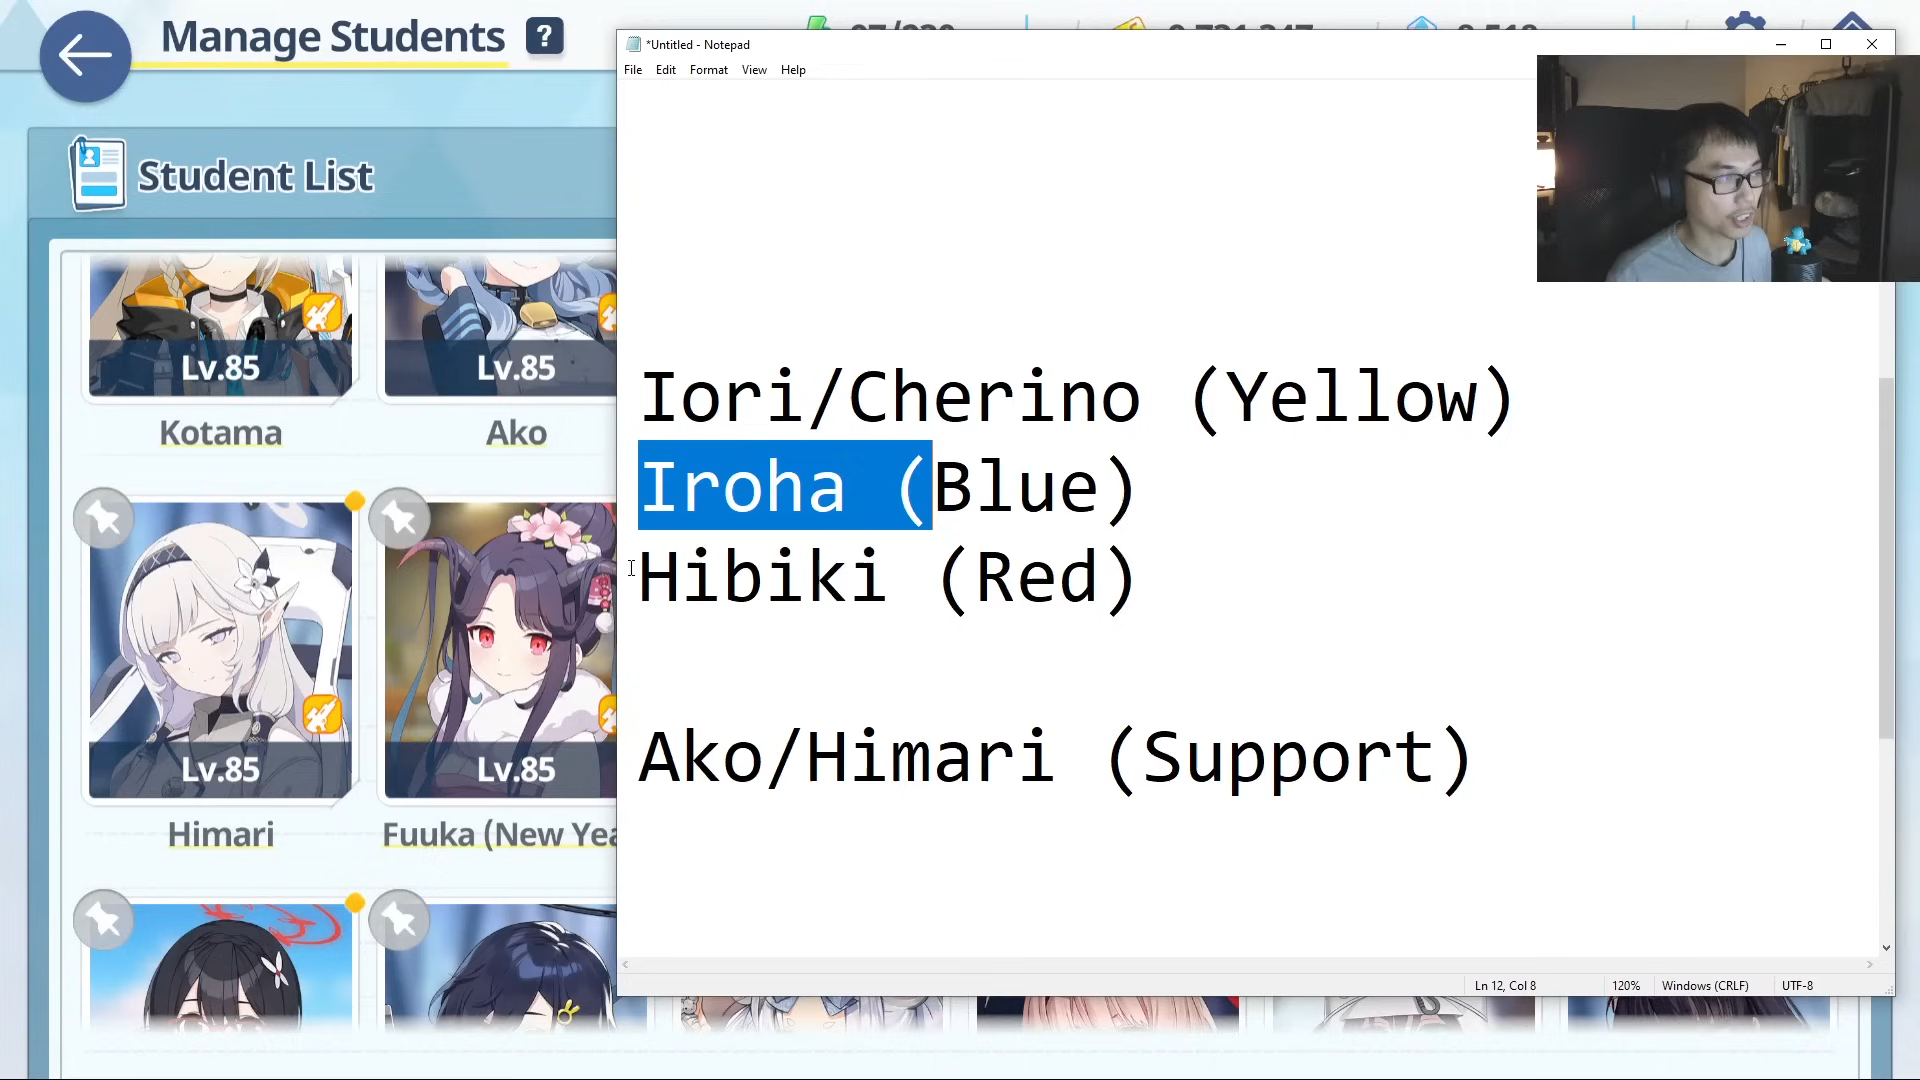 Manage Students ?
*Untitled - Notepad
File Edit Format View Help
Student List
Lv.85
Lv.85
Kotama
Ako
Lv.85
Lv.85
Himari
Fuuka (New Yea
Iori/Cherino (Yellow)
Iroha (Blue)
Hibiki (Red)
Ako/Himari (Support)
Ln 12, Col 8
120%
Windows (CRLF)
UTF-8